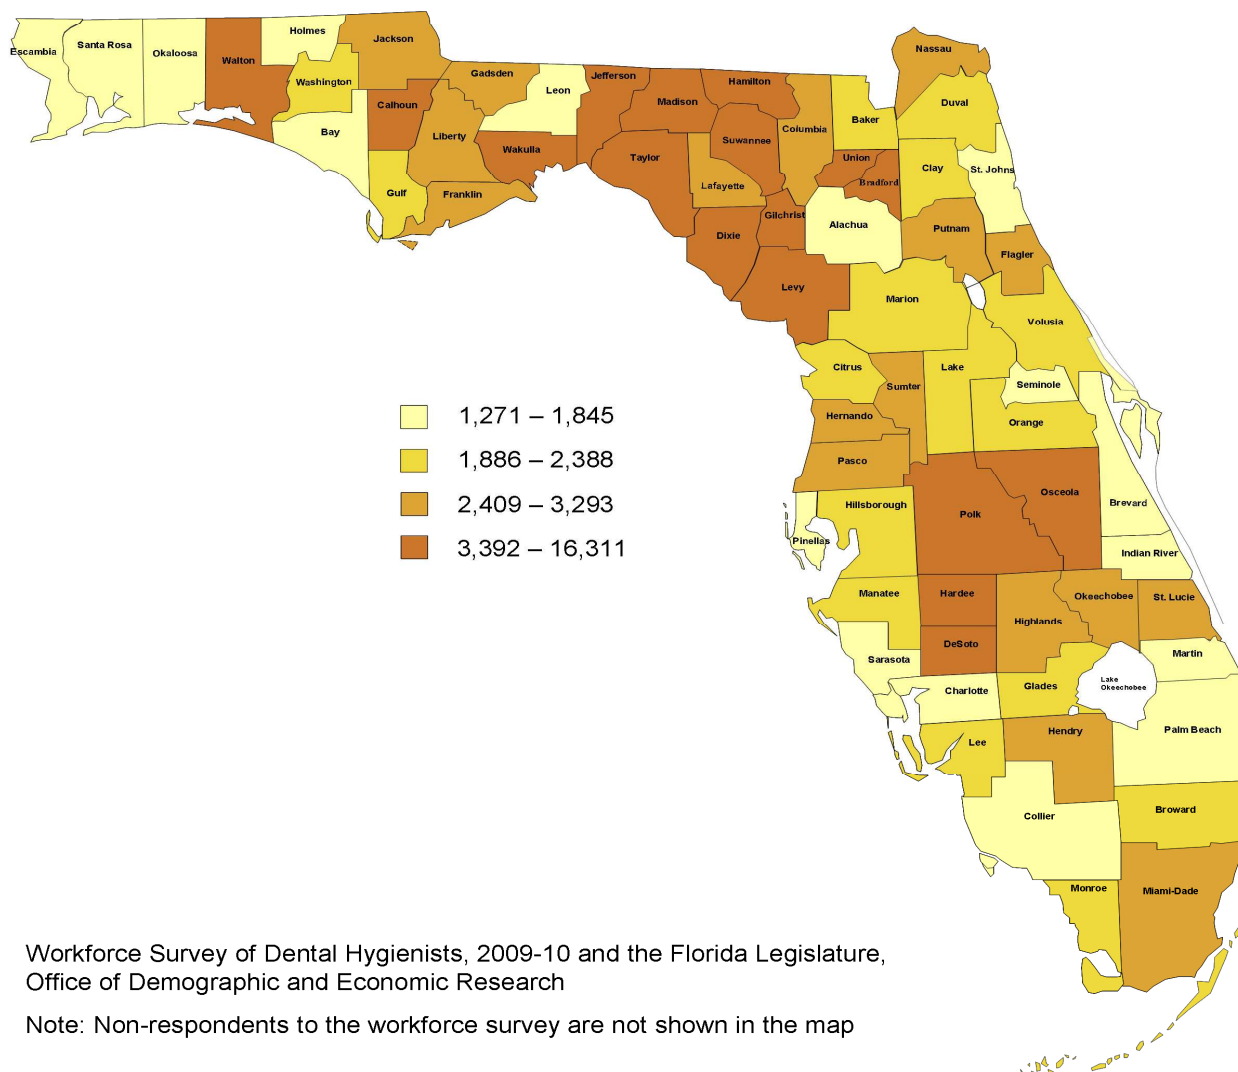 Escambia
Santa Rosa
Okaloosa
Walton
Holmes
Washington
Jackson
Bay
Calhoun
Gulf
Liberty
Gadsden
Franklin
Leon
Wakulla
Jefferson
Madison
Taylor
Hamilton
Suwannee
Lafayette
Dixie
Columbia
Gilchrist
Levy
Baker
Union
Bradford
Alachua
Nassau
Duval
Clay
St. Johns
Putnam
Flagler
Marion
Volusia
Citrus
Sumter
Lake
Seminole
Orange
Hernando
Pasco
Pinellas
Hillsborough
Polk
Osceola
Brevard
Indian River
Manatee
Hardee
Highlands
Okeechobee
St. Lucie
Sarasota
DeSoto
Martin
Charlotte
Glades
Lake
Okeechobee
Lee
Hendry
Palm Beach
Collier
Broward
Monroe
Miami-Dade
1,271 – 1,845
1,886 – 2,388
2,409 – 3,293
3,392 – 16,311
Workforce Survey of Dental Hygienists, 2009-10 and the Florida Legislature,
Office of Demographic and Economic Research
Note: Non-respondents to the workforce survey are not shown in the map